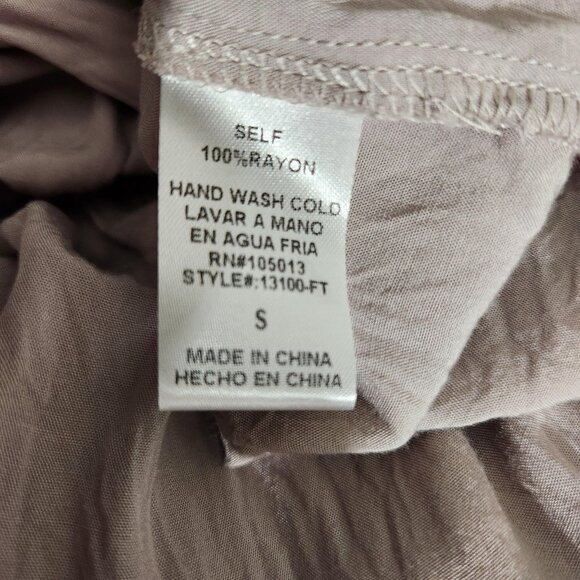 SELF
100%RAYON
HAND WASH COLD
LAVAR A MANO
EN AGUA FRIA
RN#105013
STYLE#:13100-FT
S
MADE IN CHINA
HECHO EN CHINA